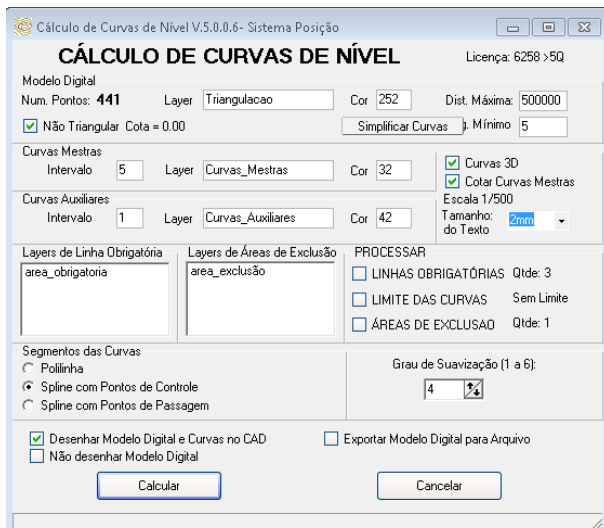 Cálculo de Curvas de Nível V.5.0.0.6- Sistema Posição
CÁLCULO DE CURVAS DE NÍVEL Licença: 6258 >5Q
Modelo Digital
Num. Pontos: 441 Layer Triangulacao Cor 252 Dist. Máxima: 500000
Não Triangular Cota = 0.00 Simplificar Curvas . Mínimo 5
Curvas Mestras
Intervalo 5 Layer Curvas_Mestras Cor 32
Curvas 3D
Cotar Curvas Mestras
Curvas Auxiliares
Intervalo 1 Layer Curvas_Auxiliares Cor 42
Escala 1/500
Tamanho: 2mm
do Texto
Layers de Linha Obrigatória Layers de Áreas de Exclusão PROCESSAR
area_obrigatoria area_exclusão
LINHAS OBRIGATÓRIAS Qtde: 3
LIMITE DAS CURVAS Sem Limite
ÁREAS DE EXCLUSAO Qtde: 1
Segmentos das Curvas
Polilinha
Spline com Pontos de Controle
Spline com Pontos de Passagem
Grau de Suavização (1 a 6):
4
Desenhar Modelo Digital e Curvas no CAD Exportar Modelo Digital para Arquivo
Não desenhar Modelo Digital
Calcular Cancelar